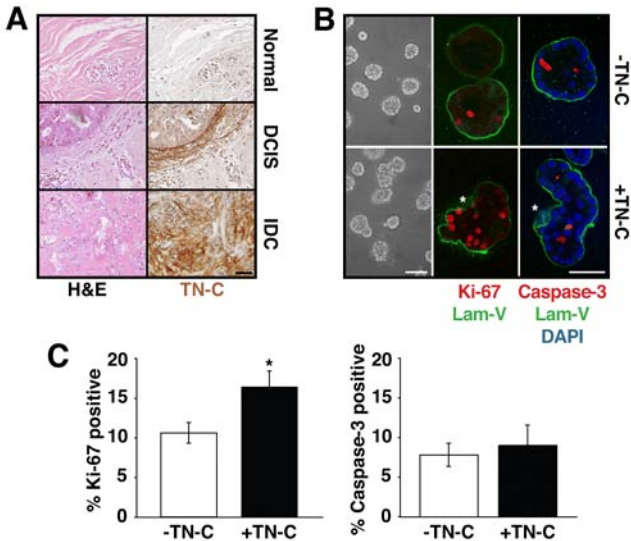 A
Normal
DCIS
IDC
H&E
TN-C
B
-TN-C
+TN-C
*
*
Ki-67
Lam-V
Caspase-3
Lam-V
DAPI
C
% Ki-67 positive
20
15
10
5
0
*
-TN-C
+TN-C
% Caspase-3 positive
20
15
10
5
0
-TN-C
+TN-C